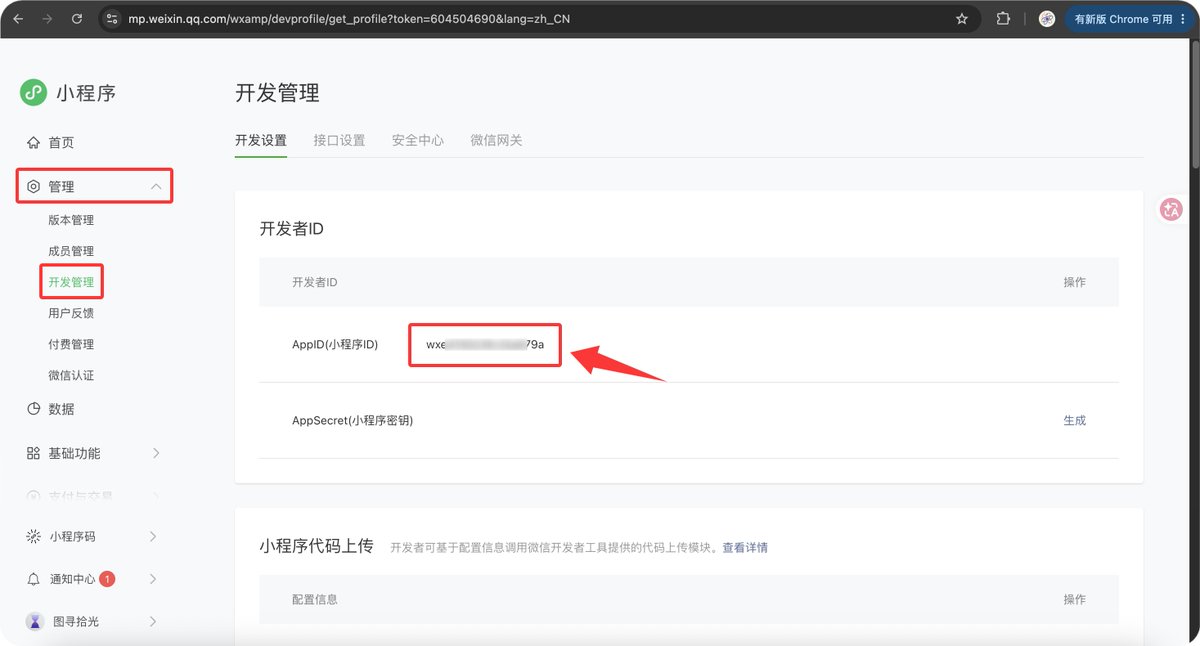 mp.weixin.qq.com/wxamp/devprofile/get_profile?token=604504690&lang=zh_CN
有新版 Chrome 可用
小程序
首页
管理
版本管理
成员管理
开发管理
用户反馈
付费管理
微信认证
数据
基础功能
支付与交易
小程序码
通知中心 1
图寻拾光
开发管理
开发设置 接口设置 安全中心 微信网关
开发者ID
开发者ID 操作
AppID(小程序ID) wxe 79a
AppSecret(小程序密钥) 生成
小程序代码上传 开发者可基于配置信息调用微信开发者工具提供的代码上传模块。查看详情
配置信息 操作